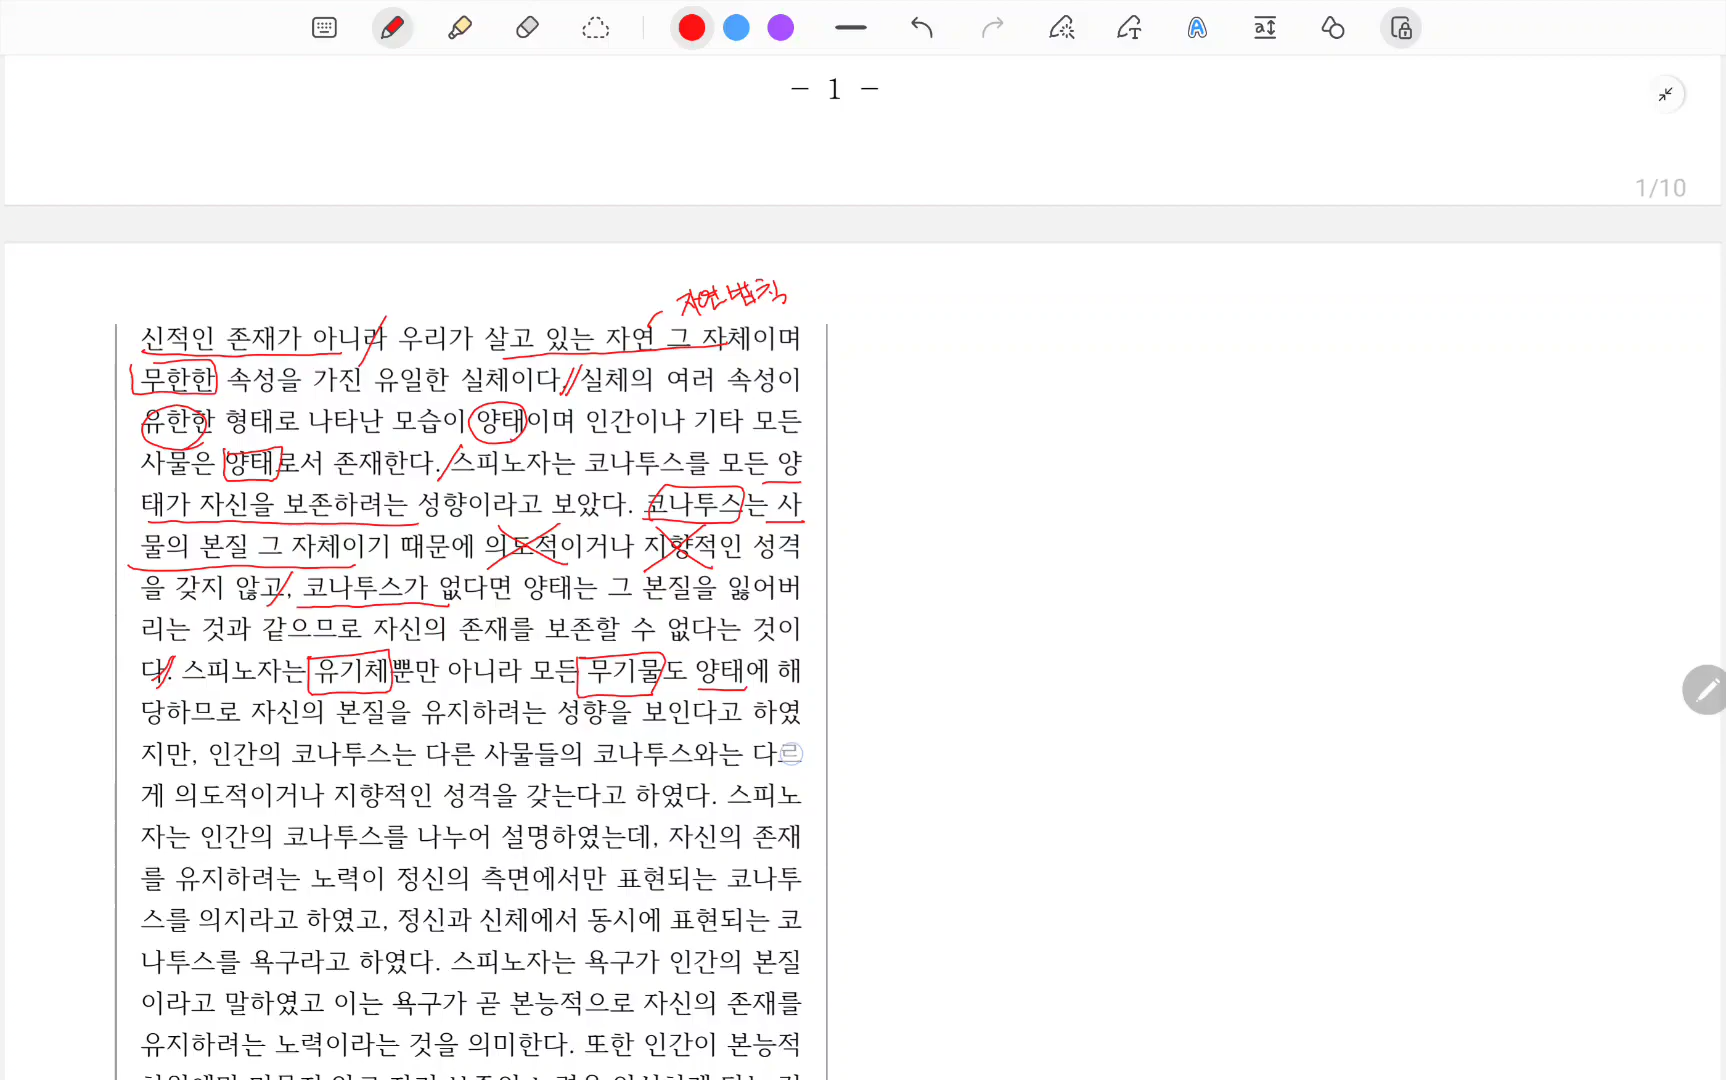 - 1 -
1/10
자연법칙
신적인 존재가 아니라 우리가 살고 있는 자연 그 자체이며
무한한 속성을 가진 유일한 실체이다. 실체의 여러 속성이
유한한 형태로 나타난 모습이 양태이며 인간이나 기타 모든
사물은 양태로서 존재한다. 스피노자는 코나투스를 모든 양
태가 자신을 보존하려는 성향이라고 보았다. 코나투스는 사
물의 본질 그 자체이기 때문에 의도적이거나 지향적인 성격
을 갖지 않고, 코나투스가 없다면 양태는 그 본질을 잃어버
리는 것과 같으므로 자신의 존재를 보존할 수 없다는 것이
다. 스피노자는 유기체뿐만 아니라 모든 무기물도 양태에 해
당하므로 자신의 본질을 유지하려는 성향을 보인다고 하였
지만, 인간의 코나투스는 다른 사물들의 코나투스와는 다르
게 의도적이거나 지향적인 성격을 갖는다고 하였다. 스피노
자는 인간의 코나투스를 나누어 설명하였는데, 자신의 존재
를 유지하려는 노력이 정신의 측면에서만 표현되는 코나투
스를 의지라고 하였고, 정신과 신체에서 동시에 표현되는 코
나투스를 욕구라고 하였다. 스피노자는 욕구가 인간의 본질
이라고 말하였고 이는 욕구가 곧 본능적으로 자신의 존재를
유지하려는 노력이라는 것을 의미한다. 또한 인간이 본능적